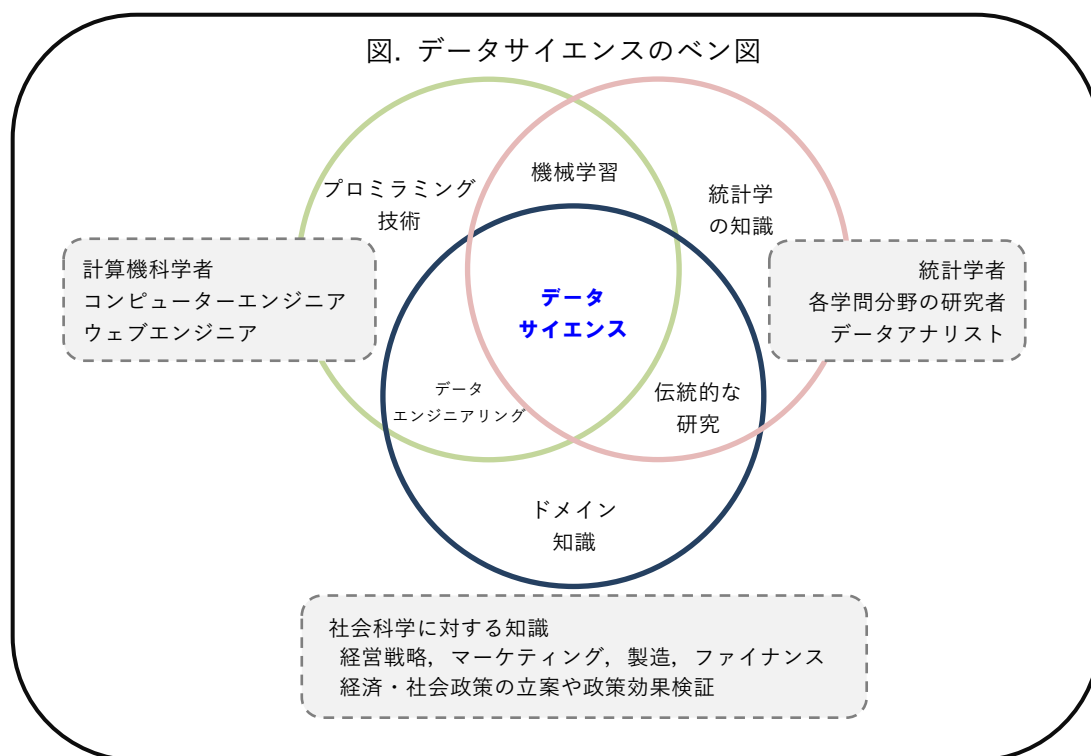 図. データサイエンスのベン図
機械学習
プロミラミング
技術
統計学
の知識
計算機科学者
コンピューターエンジニア
ウェブエンジニア
データ
サイエンス
統計学者
各学問分野の研究者
データアナリスト
データ
エンジニアリング
伝統的な
研究
ドメイン
知識
社会科学に対する知識
経営戦略, マーケティング, 製造, ファイナンス
経済・社会政策の立案や政策効果検証